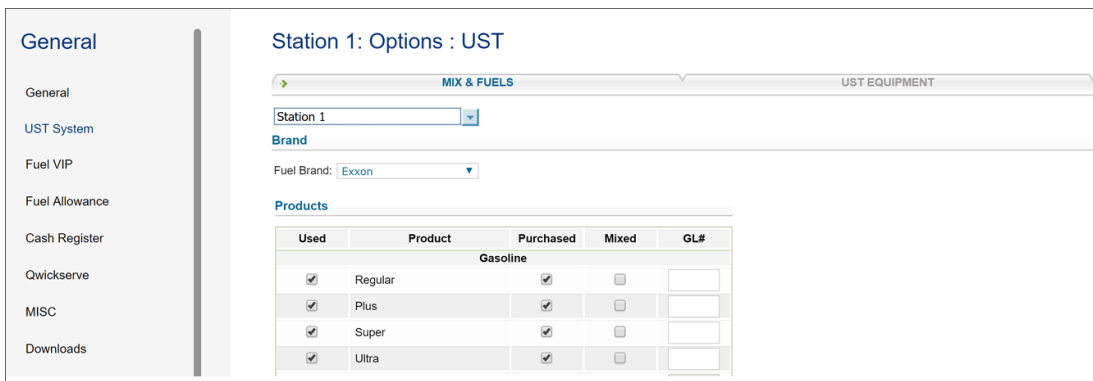 General
General
UST System
Fuel VIP
Fuel Allowance
Cash Register
Qwickserve
MISC
Downloads
Station 1: Options : UST
MIX & FUELS UST EQUIPMENT
Station 1
Brand
Fuel Brand: Exxon
Products
Used Product Purchased Mixed GL#
Gasoline
Regular
Plus
Super
Ultra